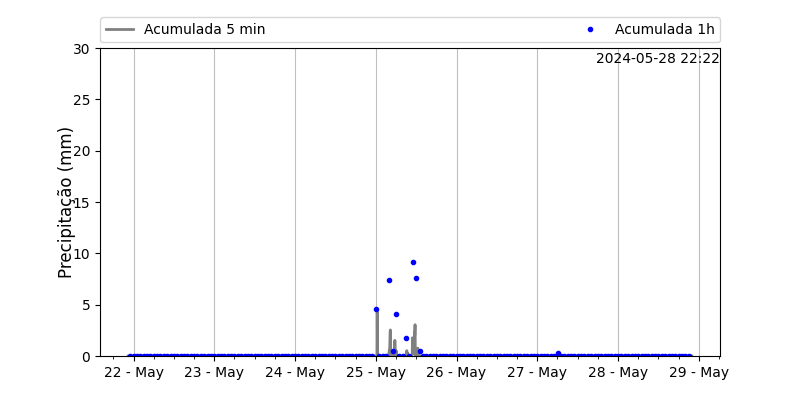 Acumulada 5 min
Acumulada 1h
2024-05-28 22:22
Precipitação (mm)
30
25
20
15
10
5
0
22 - May
23 - May
24 - May
25 - May
26 - May
27 - May
28 - May
29 - May